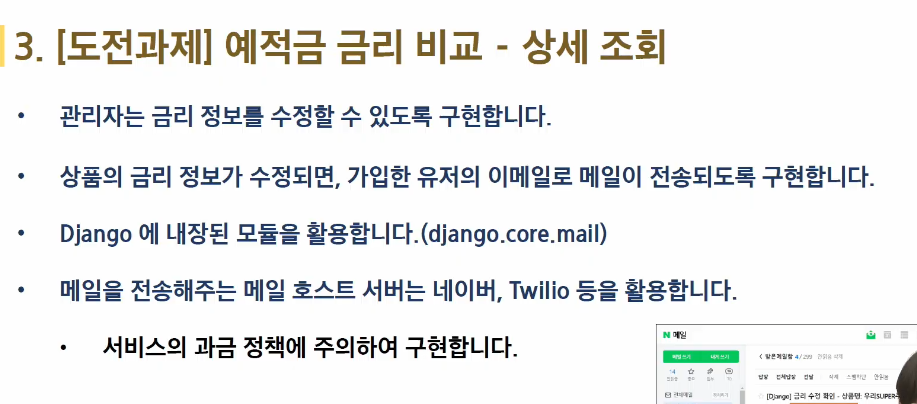 3. [도전과제] 예적금 금리 비교 - 상세 조회
• 관리자는 금리 정보를 수정할 수 있도록 구현합니다.
• 상품의 금리 정보가 수정되면, 가입한 유저의 이메일로 메일이 전송되도록 구현합니다.
• Django 에 내장된 모듈을 활용합니다.(django.core.mail)
• 메일을 전송해주는 메일 호스트 서버는 네이버, Twilio 등을 활용합니다.
• 서비스의 과금 정책에 주의하여 구현합니다.
N 메일
메일쓰기 내게쓰기
받은메일함 4/299
답장 전체답장 전달 삭제 스팸차단 안읽음
전체메일
[Django] 금리 수정 확인 - 상품명: 우리SUPER